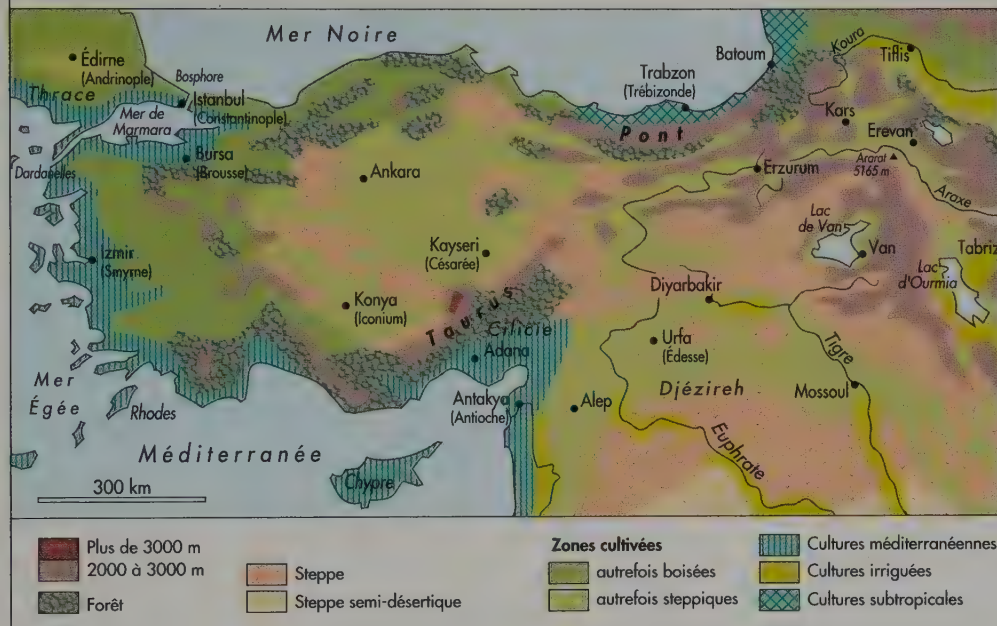 Mer Noire
Édirne
(Andrinople)
Bosphore
Thrace
Istanbul
(Constantinople)
Mer de
Marmara
Dardanelles
Bursa
(Brousse)
Ankara
Batoum
Koura
Tiflis
Trabzon
(Trébizonde)
Pont
Kars
Erevan
Ararat
5165 m
Erzurum
Araxe
Izmir
(Smyrne)
Kayseri
(Césarée)
Konya
(Iconium)
Taurus
Cilicie
Adana
Lac
de Van
Van
Tabriz
Lac
d'Ourmia
Diyarbakir
Urfa
(Édesse)
Djézireh
Tigre
Mossoul
Mer
Égée
Rhodes
Antakya
(Antioche)
Alep
Euphrate
Méditerranée
Chypre
300 km
Plus de 3000 m
2000 à 3000 m
Forêt
Steppe
Steppe semi-désertique
Zones cultivées
autrefois boisées
autrefois steppiques
Cultures méditerranéennes
Cultures irriguées
Cultures subtropicales